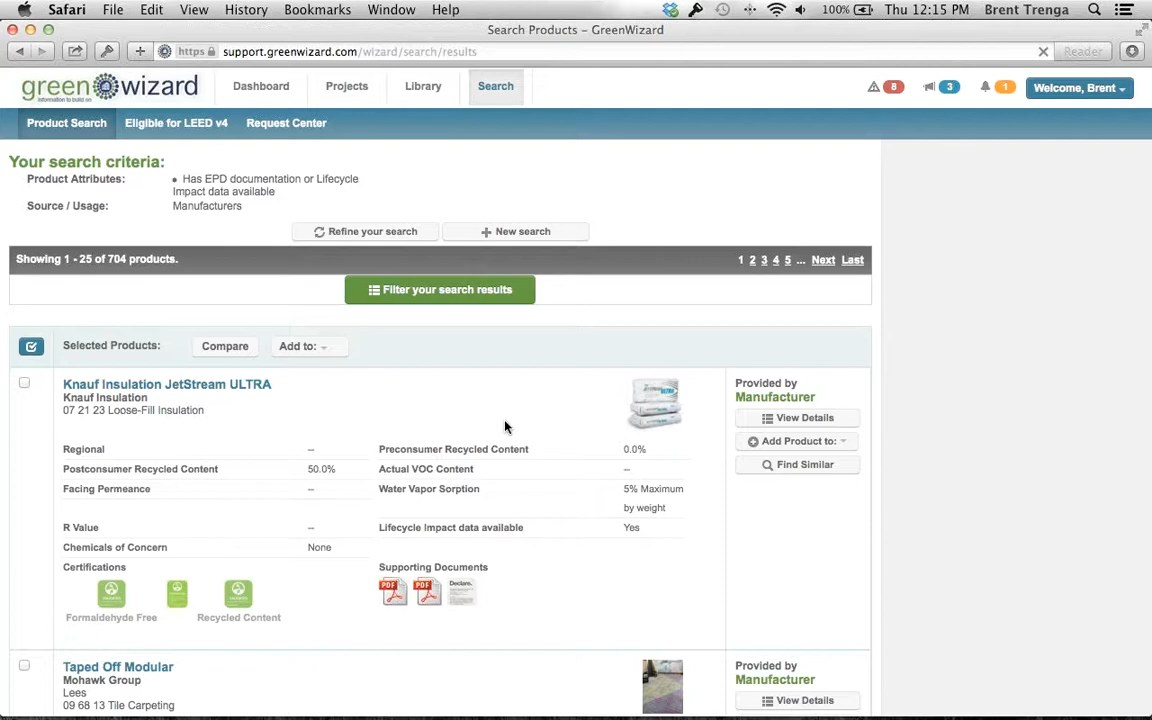 Safari File Edit View History Bookmarks Window Help 100% Thu 12:15 PM Brent Trenga
Search Products – GreenWizard
https support.greenwizard.com/wizard/search/results Reader
greenwizard
information to build on
Dashboard Projects Library Search 8 3 1 Welcome, Brent
Product Search Eligible for LEED v4 Request Center
Your search criteria:
Product Attributes: • Has EPD documentation or Lifecycle
Impact data available
Source / Usage: Manufacturers
Refine your search New search
Showing 1 - 25 of 704 products. 1 2 3 4 5 ... Next Last
Filter your search results
Selected Products: Compare Add to:
Knauf Insulation JetStream ULTRA
Knauf Insulation
07 21 23 Loose-Fill Insulation
Provided by
Manufacturer
View Details
Add Product to:
Find Similar
Regional -- Preconsumer Recycled Content 0.0%
Postconsumer Recycled Content 50.0% Actual VOC Content --
Facing Permeance -- Water Vapor Sorption 5% Maximum
by weight
R Value -- Lifecycle Impact data available Yes
Chemicals of Concern None
Certifications Supporting Documents
PDF PDF Declare.
Formaldehyde Free Recycled Content
Taped Off Modular
Mohawk Group
Lees
09 68 13 Tile Carpeting
Provided by
Manufacturer
View Details